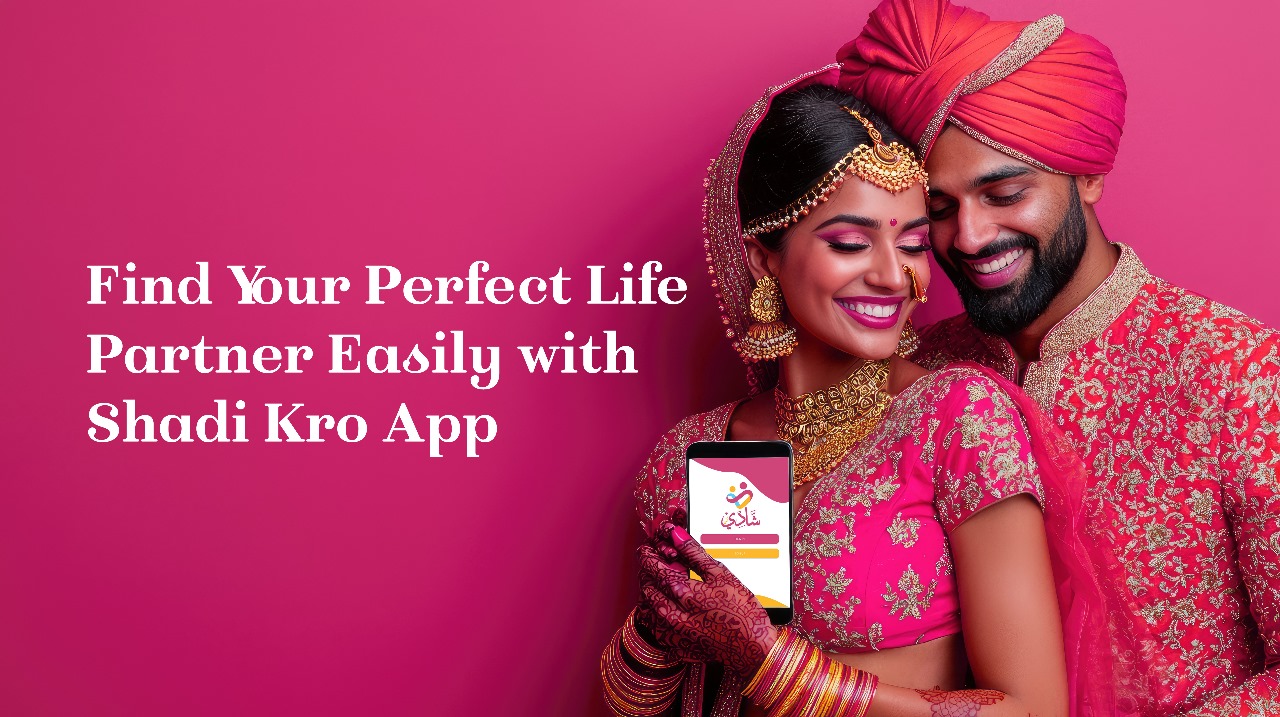 Find Your Perfect Life
Partner Easily with
Shadi Kro App
شادي